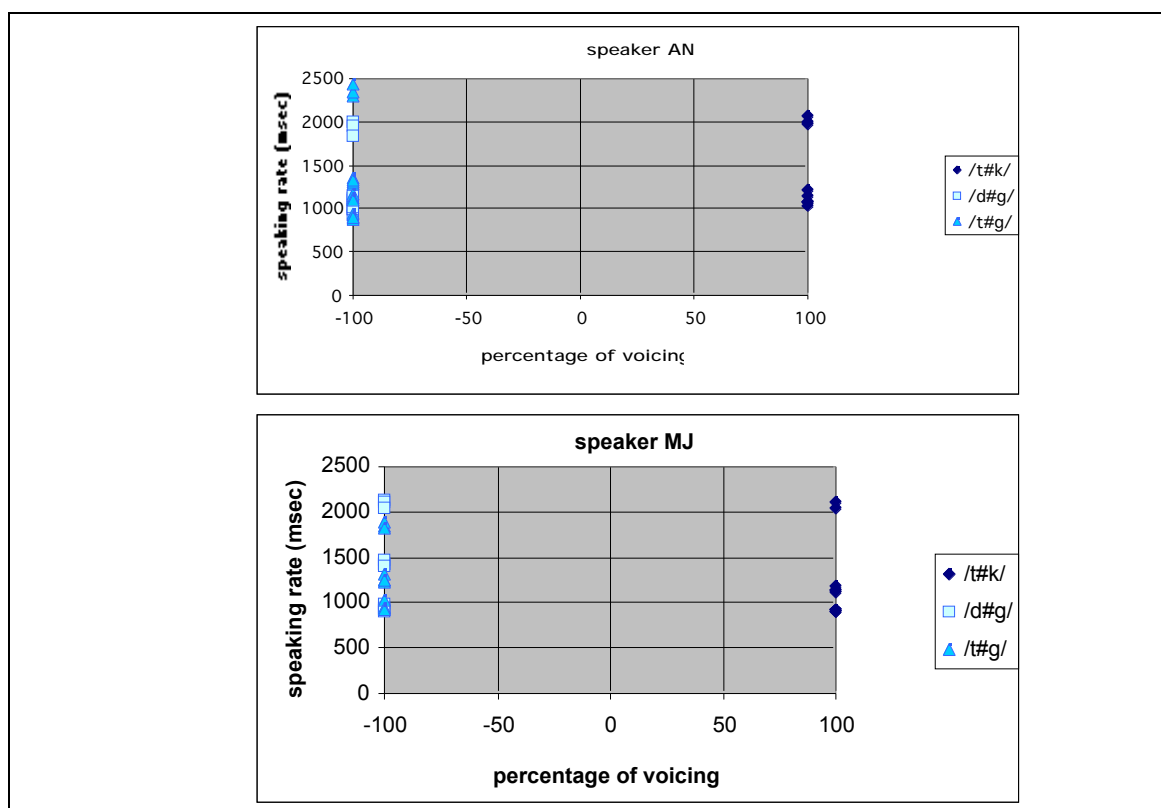 speaker AN
speaking rate (msec)
2500
2000
1500
1000
500
0
-100 -50 0 50 100
percentage of voicing
/t#k/
/d#g/
/t#g/
speaker MJ
speaking rate (msec)
2500
2000
1500
1000
500
0
-100 -50 0 50 100
percentage of voicing
/t#k/
/d#g/
/t#g/